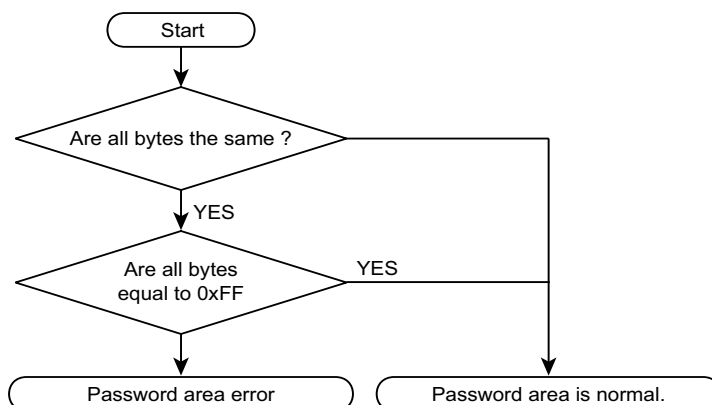 Start
Are all bytes the same ?
YES
Are all bytes
equal to 0xFF
YES
Password area error
Password area is normal.